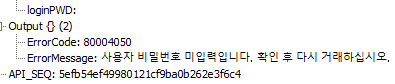 loginPWD:
Output {} (2)
ErrorCode: 80004050
ErrorMessage: 사용자 비밀번호 미입력입니다. 확인 후 다시 거래하십시오.
API_SEQ: 5efb54ef49980121cf9ba0b262e3f6c4